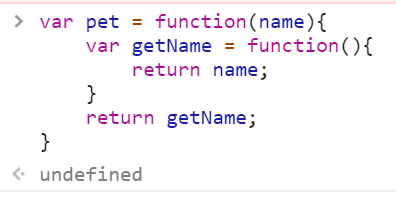 var pet = function(name){
    var getName = function(){
        return name;
    }
    return getName;
}
undefined